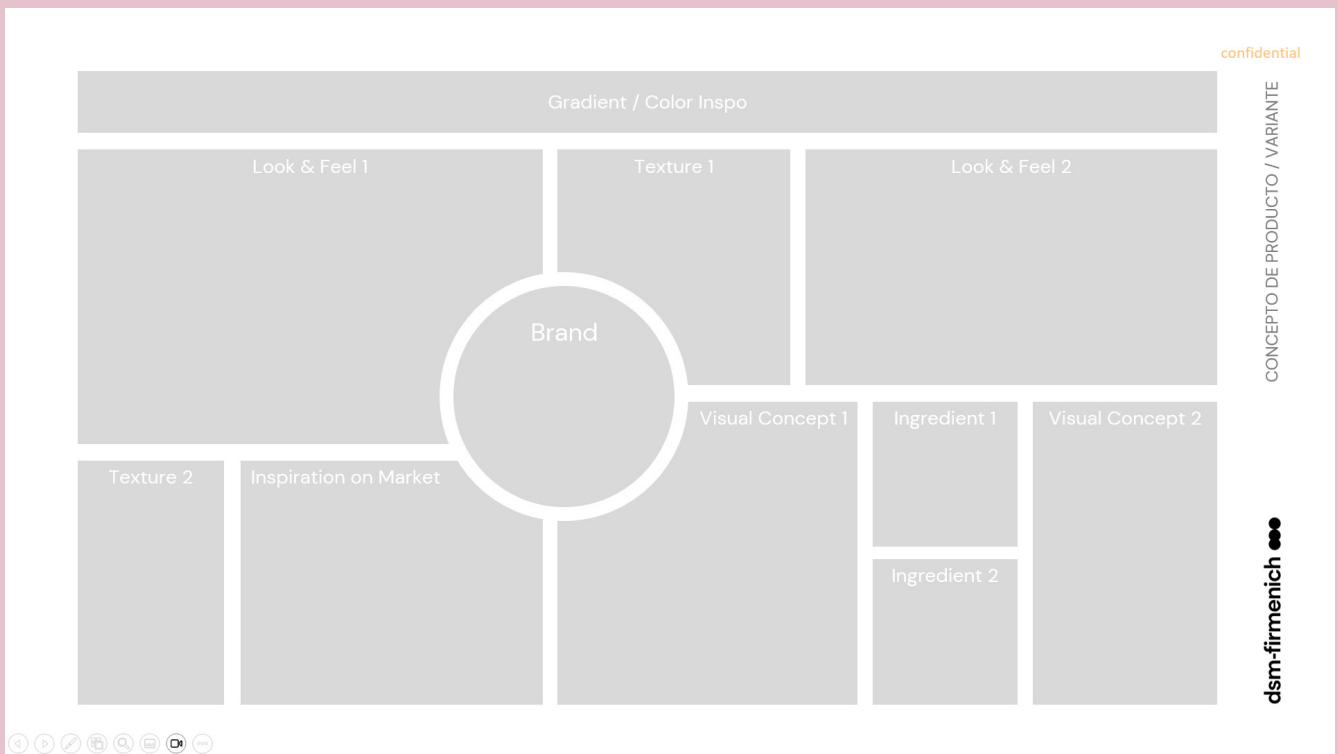 confidential
Gradient / Color Inspo
Look & Feel 1
Texture 1
Look & Feel 2
Brand
Visual Concept 1
Ingredient 1
Visual Concept 2
Texture 2
Inspiration on Market
Ingredient 2
CONCEPTO DE PRODUCTO / VARIANTE
dsm-firmenich